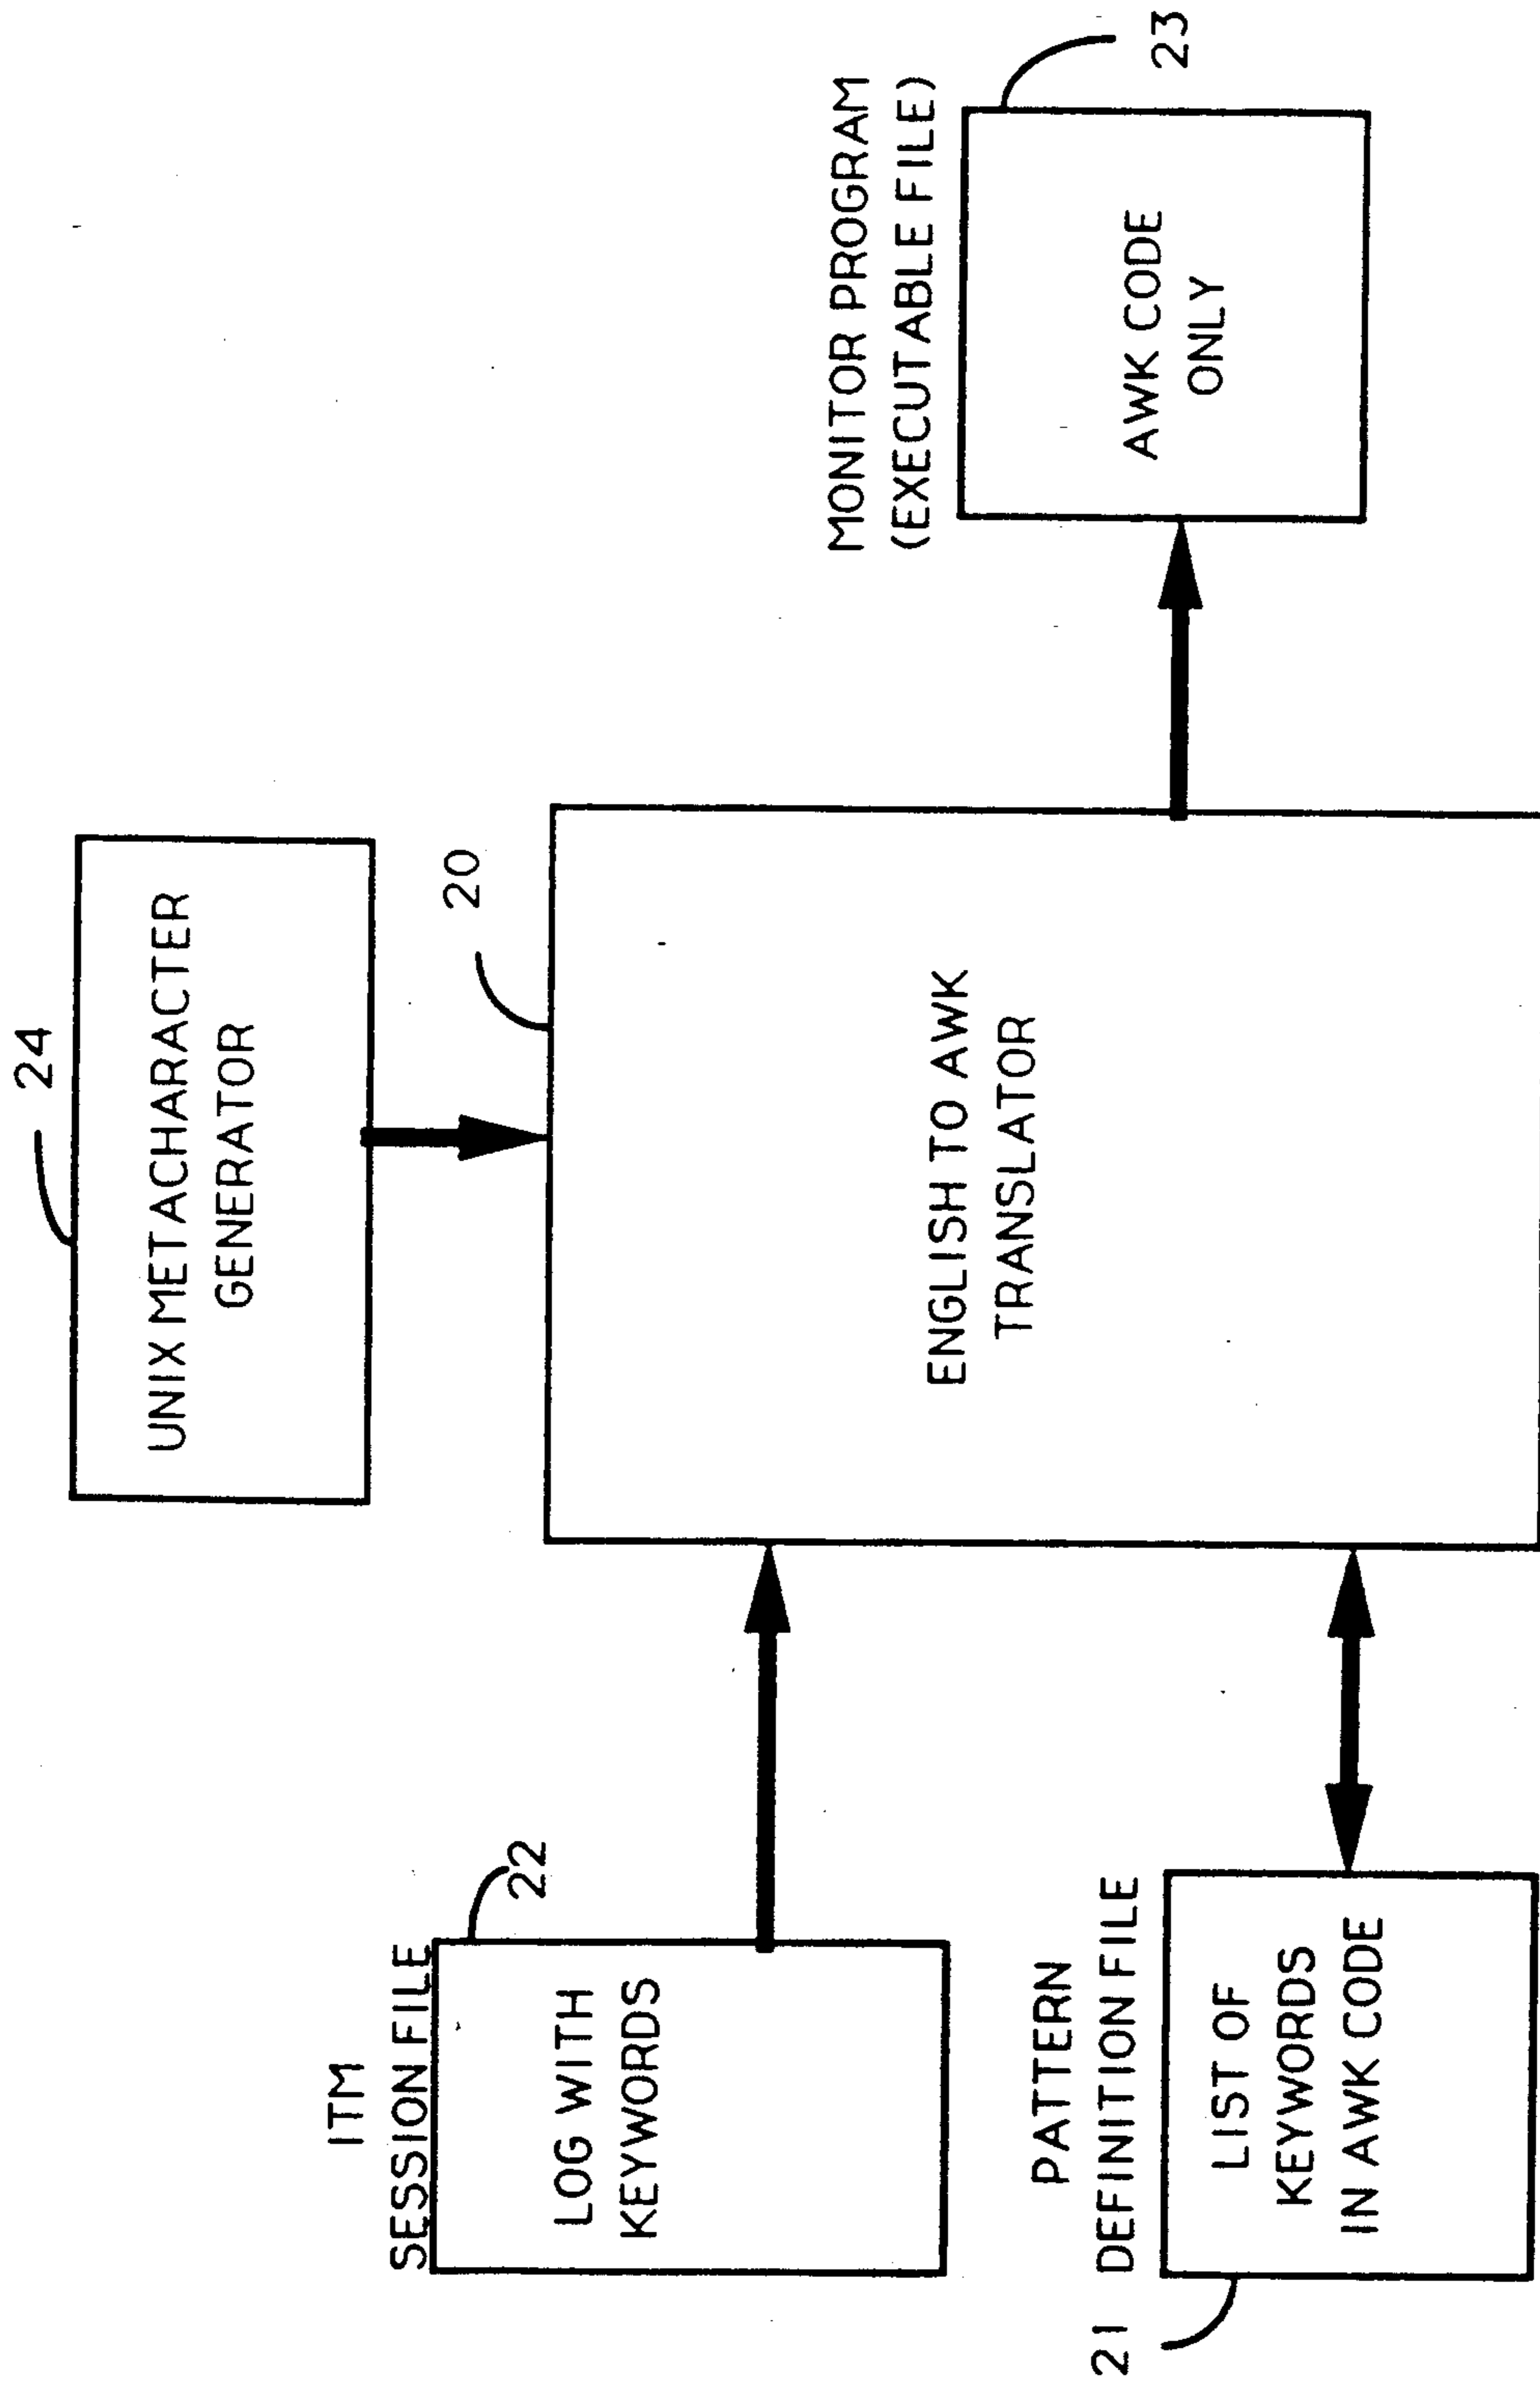 24
UNIX METACHARACTER
GENERATOR
20
ENGLISH TO AWK
TRANSLATOR
ITM
SESSION FILE
22
LOG WITH
KEYWORDS
PATTERN
21 DEFINITION FILE
LIST OF
KEYWORDS
IN AWK CODE
MONITOR PROGRAM
(EXECUTABLE FILE)
23
AWK CODE
ONLY